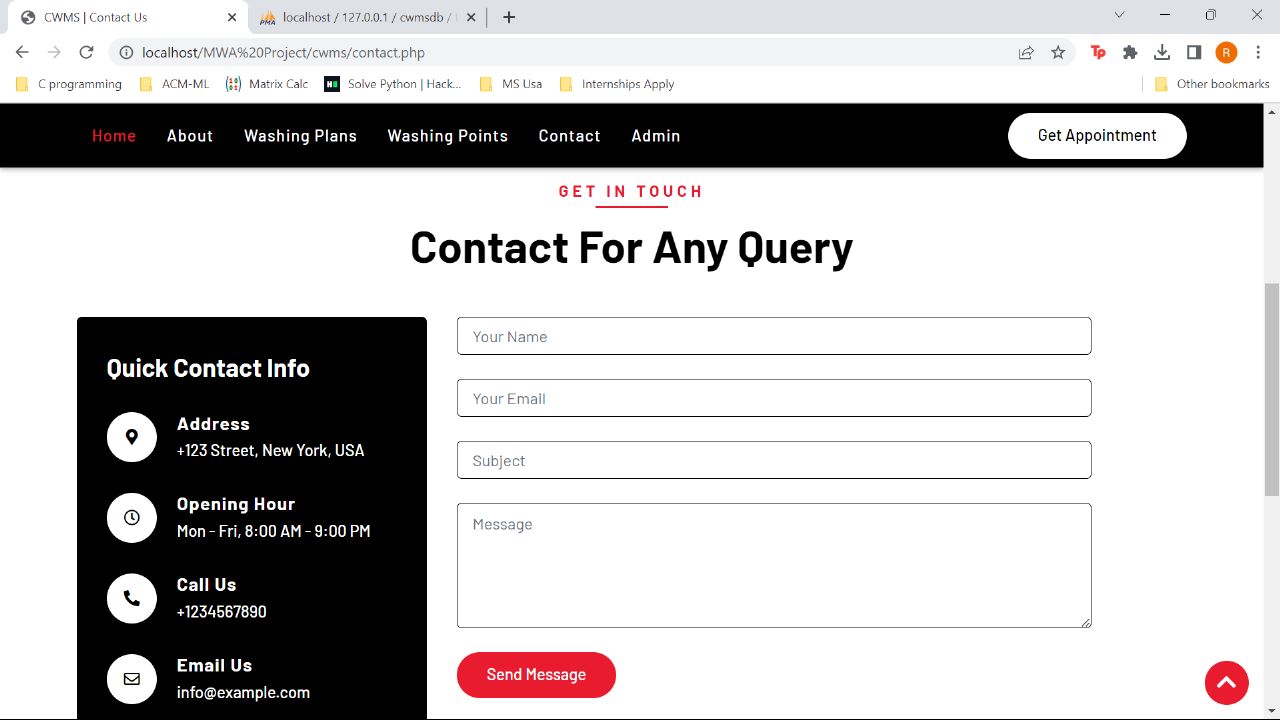 CWMS | Contact Us
PMA
localhost / 127.0.0.1 / cwmsdb /
localhost/MWA%20Project/cwms/contact.php
Tp
R
C programming
ACM-ML
Matrix Calc
Solve Python | Hack...
MS Usa
Internships Apply
Other bookmarks
Home About Washing Plans Washing Points Contact Admin
Get Appointment
GET IN TOUCH
Contact For Any Query
Quick Contact Info
Address
+123 Street, New York, USA
Opening Hour
Mon - Fri, 8:00 AM - 9:00 PM
Call Us
+1234567890
Email Us
info@example.com
Your Name
Your Email
Subject
Message
Send Message